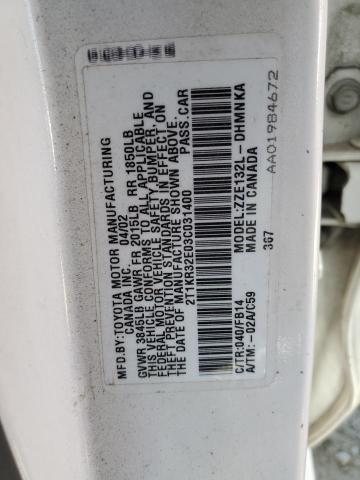 MFD.BY:TOYOTA MOTOR MANUFACTURING
CANADA INC. 04/02
GVWR 3845LB GAWR FR 2015LB RR 1850LB
THIS VEHICLE CONFORMS TO ALL APPLICABLE
FEDERAL MOTOR VEHICLE SAFETY, BUMPER, AND
THEFT PREVENTION STANDARDS IN EFFECT ON
THE DATE OF MANUFACTURE SHOWN ABOVE.
2T1KR32E03C031400 PASS.CAR
C/TR:040/FB14 MODEL:ZZE132L-DHMNKA
A/TM:-02A/C59 MADE IN CANADA
367
AA01984672